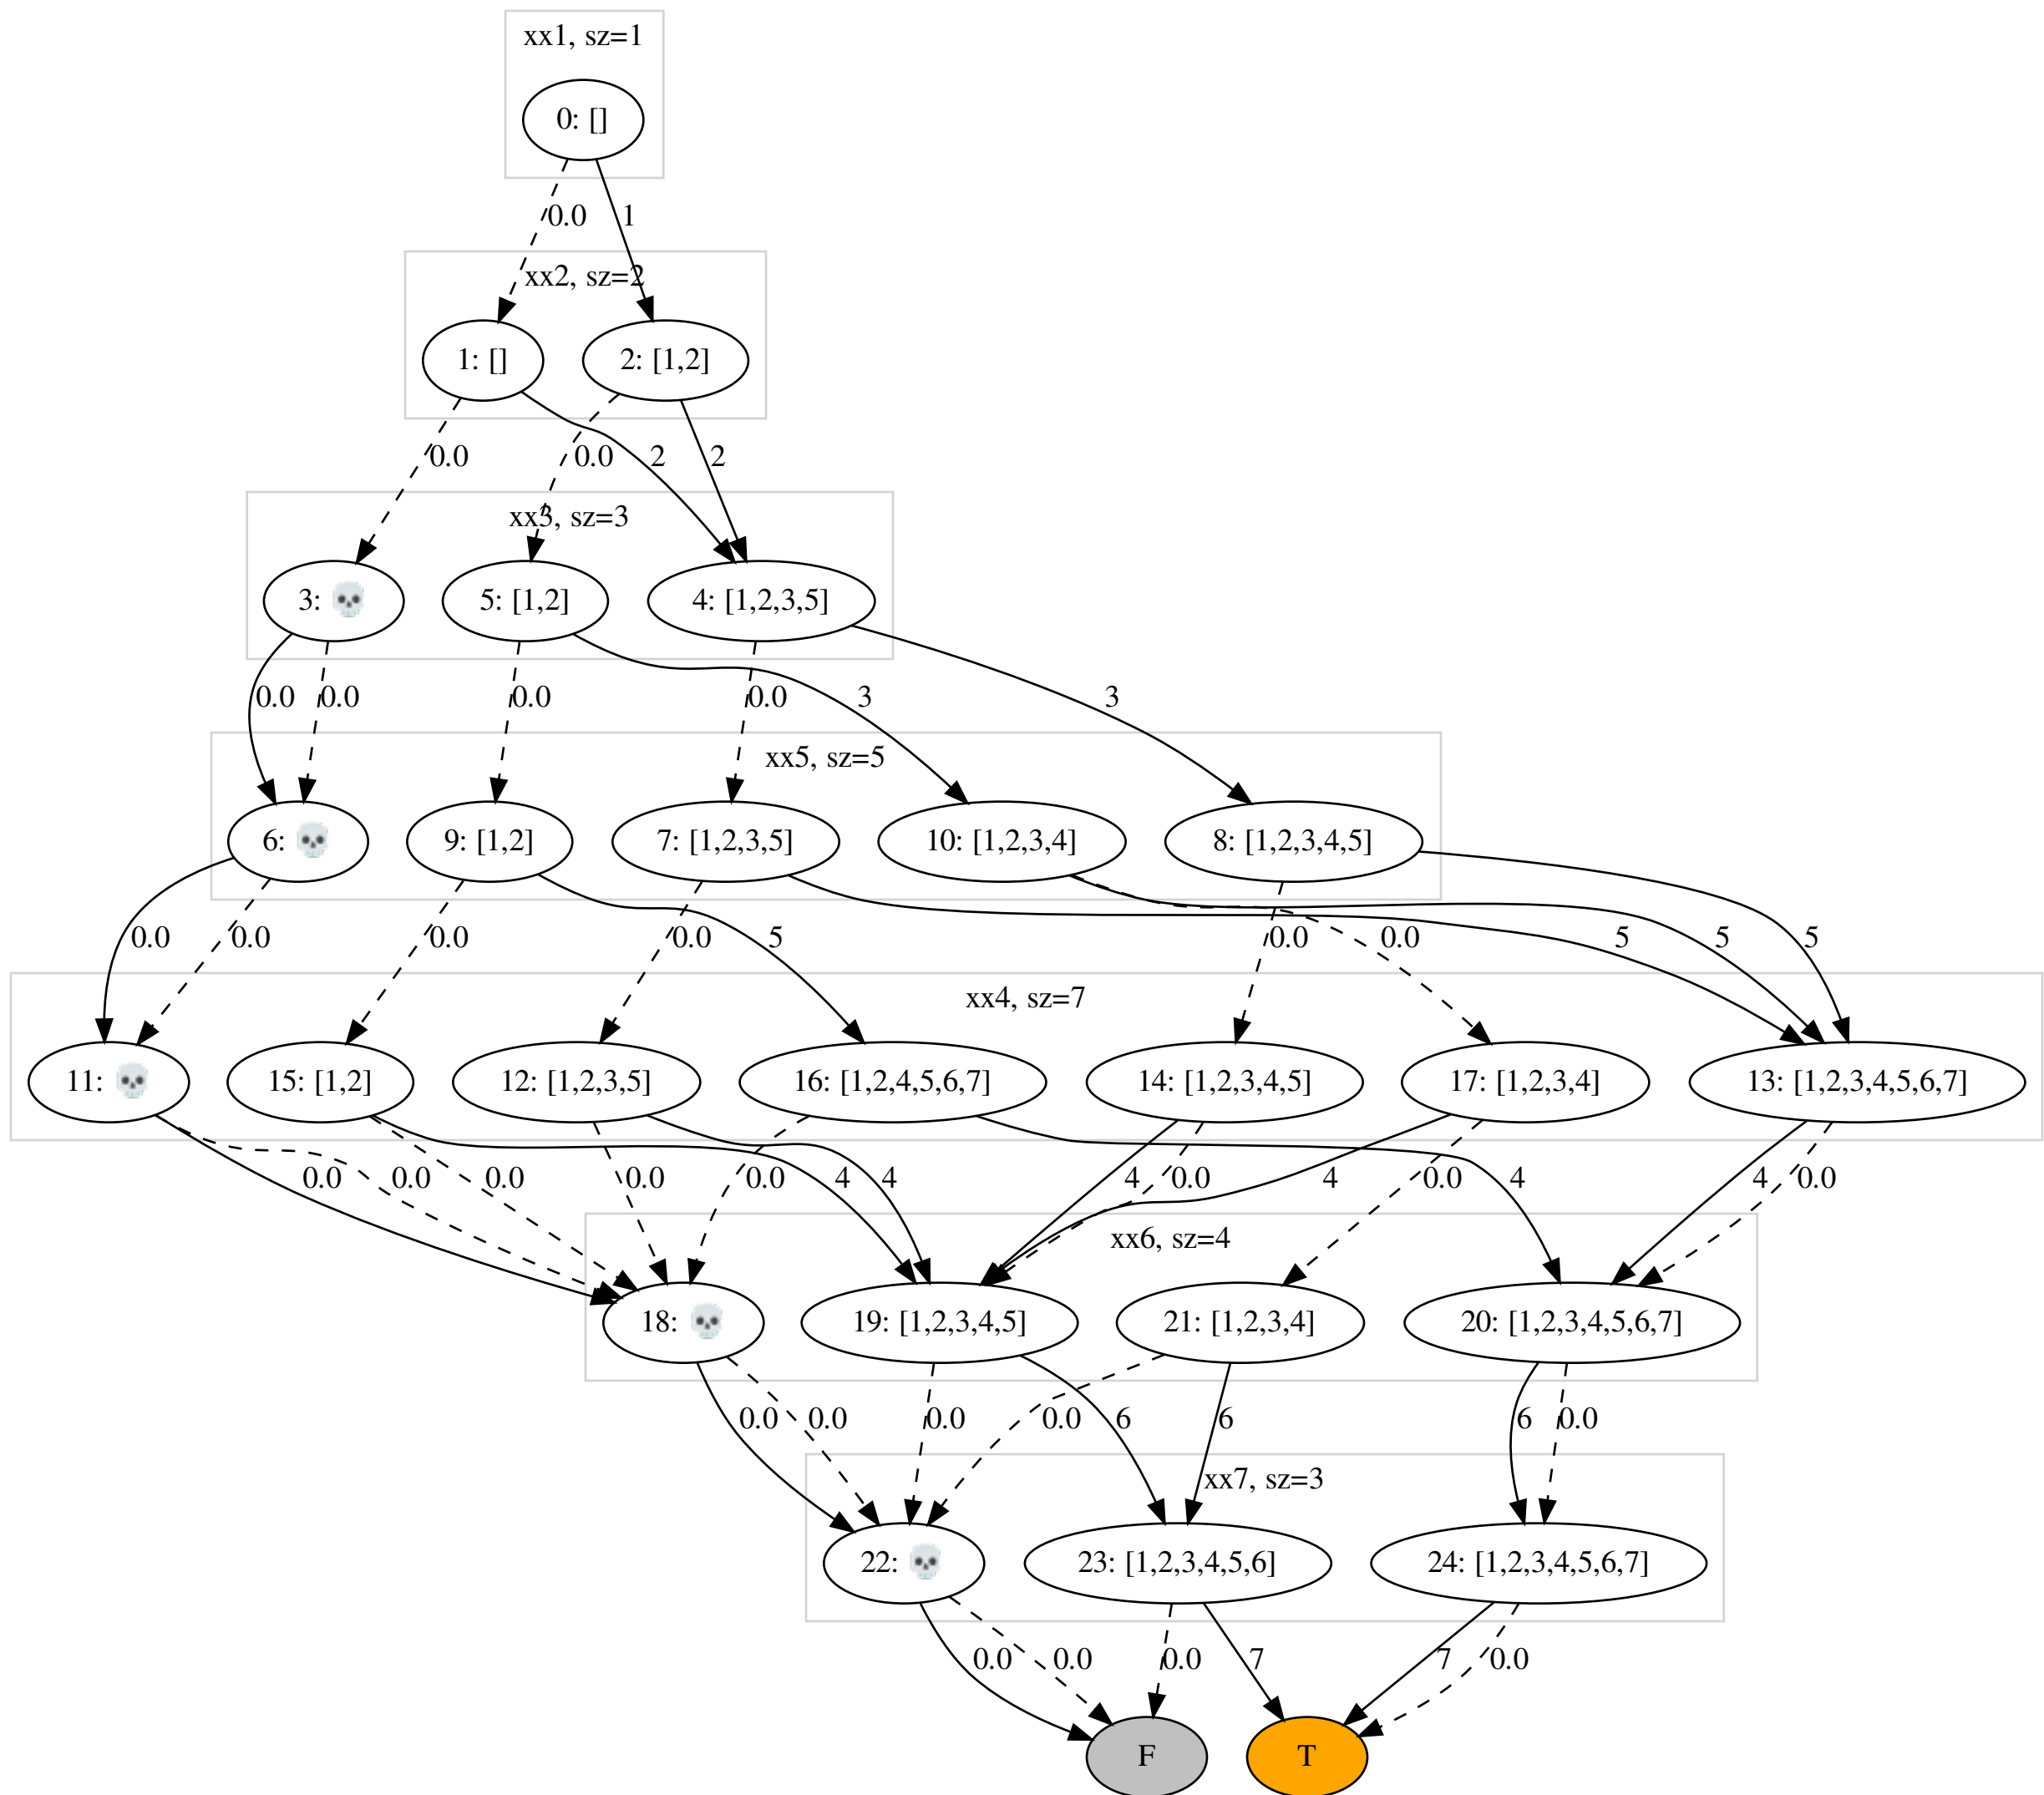 xx1, sz=1
0: []
0.0 1
xx2, sz=2
1: [] 2: [1,2]
0.0 0.0 2 2
xx3, sz=3
3: 💀 5: [1,2] 4: [1,2,3,5]
0.0 0.0 0.0 0.0 3 3
xx5, sz=5
6: 💀 9: [1,2] 7: [1,2,3,5] 10: [1,2,3,4] 8: [1,2,3,4,5]
0.0 0.0 0.0 0.0 5 0.0 0.0 5 5 5
xx4, sz=7
11: 💀 15: [1,2] 12: [1,2,3,5] 16: [1,2,4,5,6,7] 14: [1,2,3,4,5] 17: [1,2,3,4] 13: [1,2,3,4,5,6,7]
0.0 0.0 0.0 0.0 0.0 4 4 4 0.0 4 0.0 4 4 0.0
xx6, sz=4
18: 💀 19: [1,2,3,4,5] 21: [1,2,3,4] 20: [1,2,3,4,5,6,7]
0.0 0.0 0.0 0.0 6 6 6 0.0
xx7, sz=3
22: 💀 23: [1,2,3,4,5,6] 24: [1,2,3,4,5,6,7]
0.0 0.0 0.0 7 7 0.0
F T